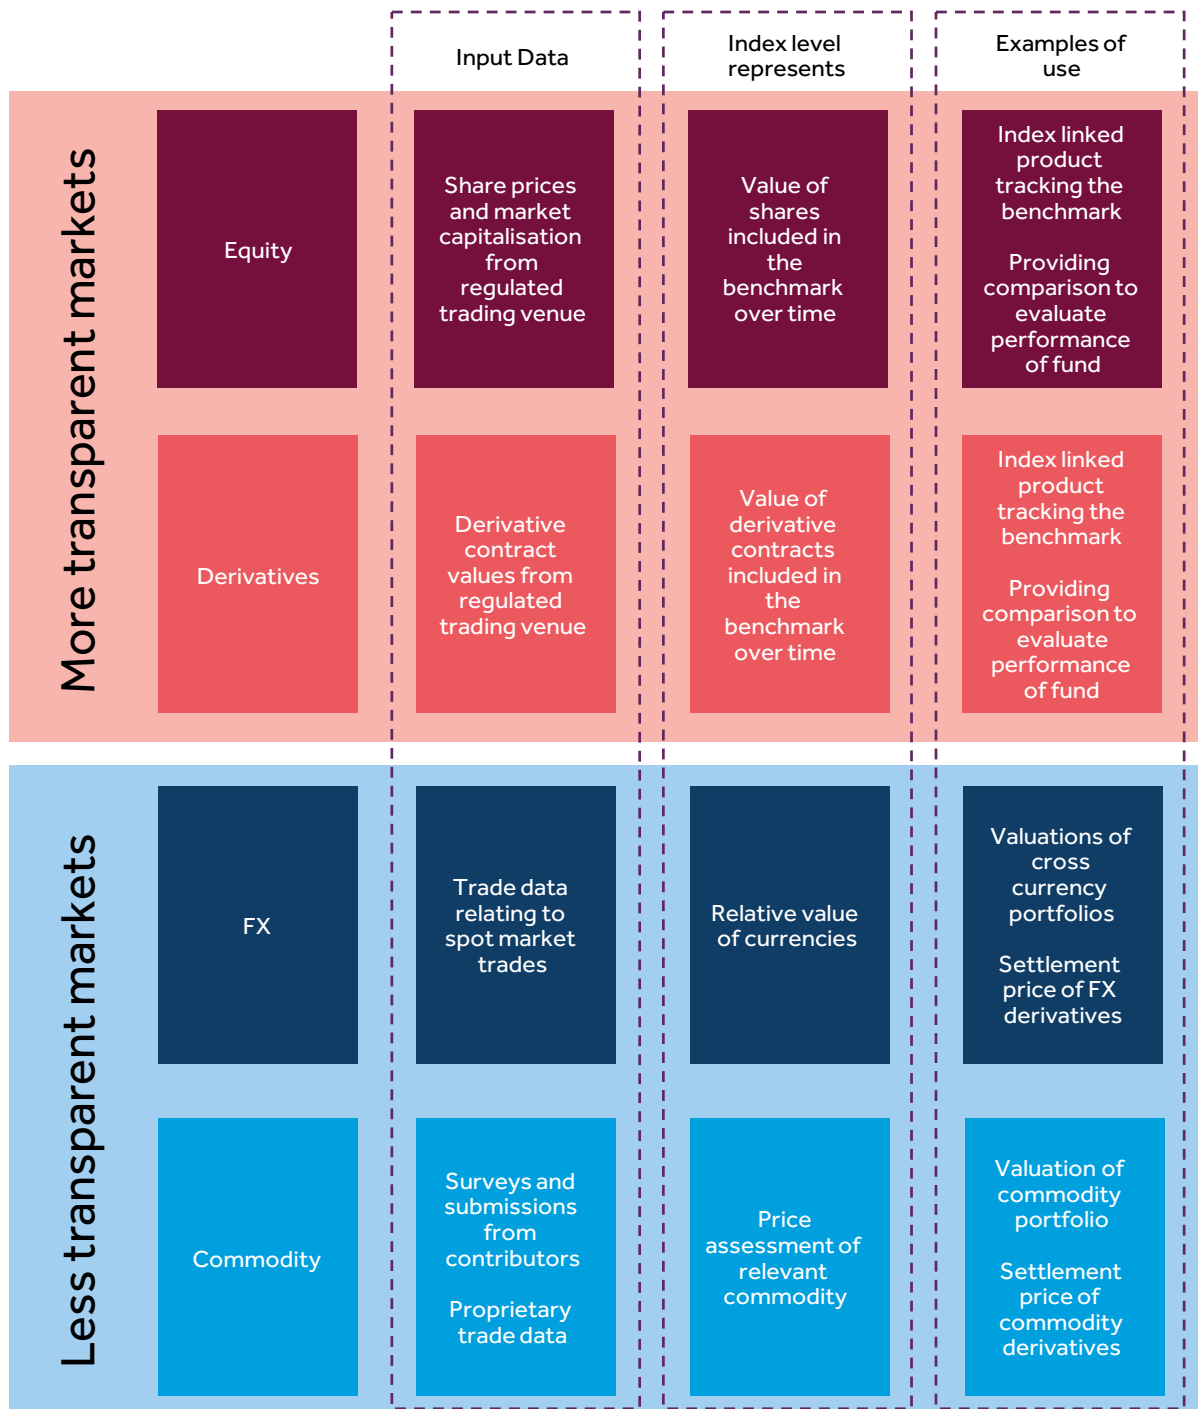 Input Data
Index level
represents
Examples of
use
More transparent markets
Equity
Share prices
and market
capitalisation
from
regulated
trading venue
Value of
shares
included in
the
benchmark
over time
Index linked
product
tracking the
benchmark
Providing
comparison to
evaluate
performance
of fund
Derivatives
Derivative
contract
values from
regulated
trading venue
Value of
derivative
contracts
included in
the
benchmark
over time
Index linked
product
tracking the
benchmark
Providing
comparison to
evaluate
performance
of fund
Less transparent markets
FX
Trade data
relating to
spot market
trades
Relative value
of currencies
Valuations of
cross
currency
portfolios
Settlement
price of FX
derivatives
Commodity
Surveys and
submissions
from
contributors
Proprietary
trade data
Price
assessment of
relevant
commodity
Valuation of
commodity
portfolio
Settlement
price of
commodity
derivatives